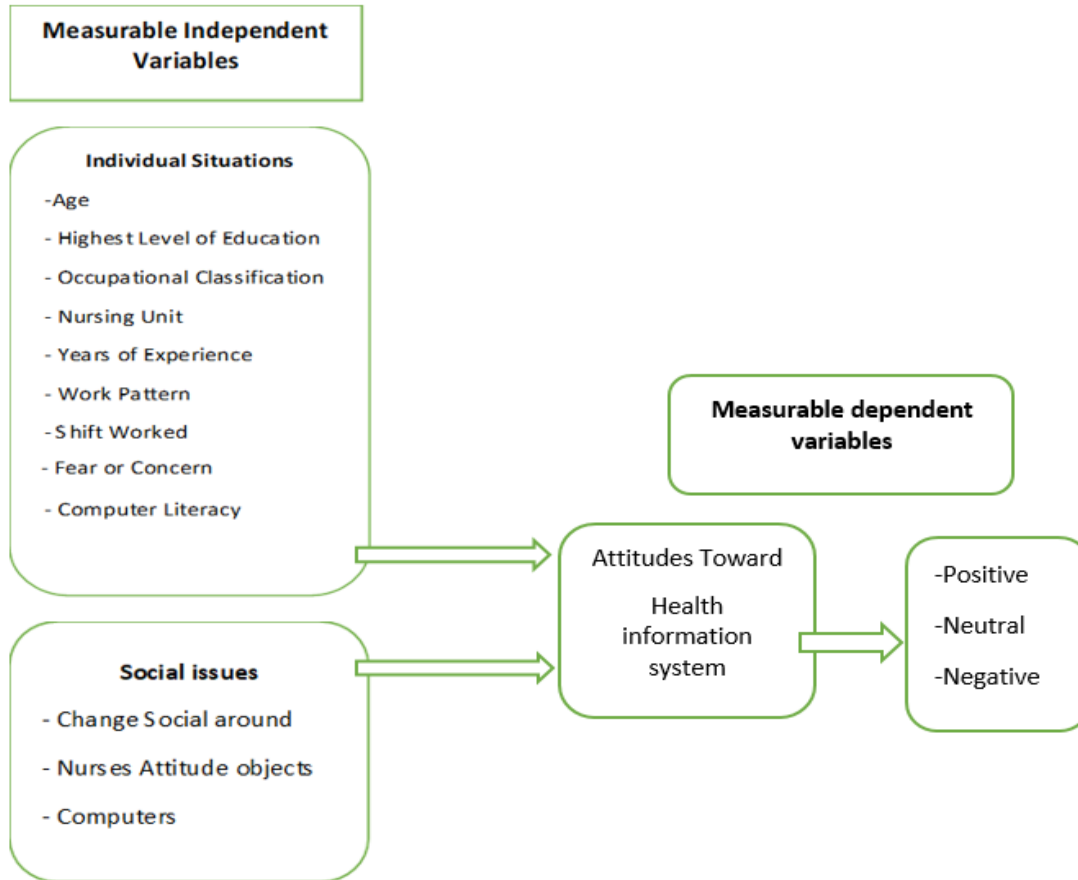 Measurable Independent
Variables
Individual Situations
-Age
- Highest Level of Education
- Occupational Classification
- Nursing Unit
- Years of Experience
- Work Pattern
-Shift Worked
- Fear or Concern
- Computer Literacy
Social issues
- Change Social around
- Nurses Attitude objects
- Computers
Measurable dependent
variables
Attitudes Toward
Health
information
system
-Positive
-Neutral
-Negative